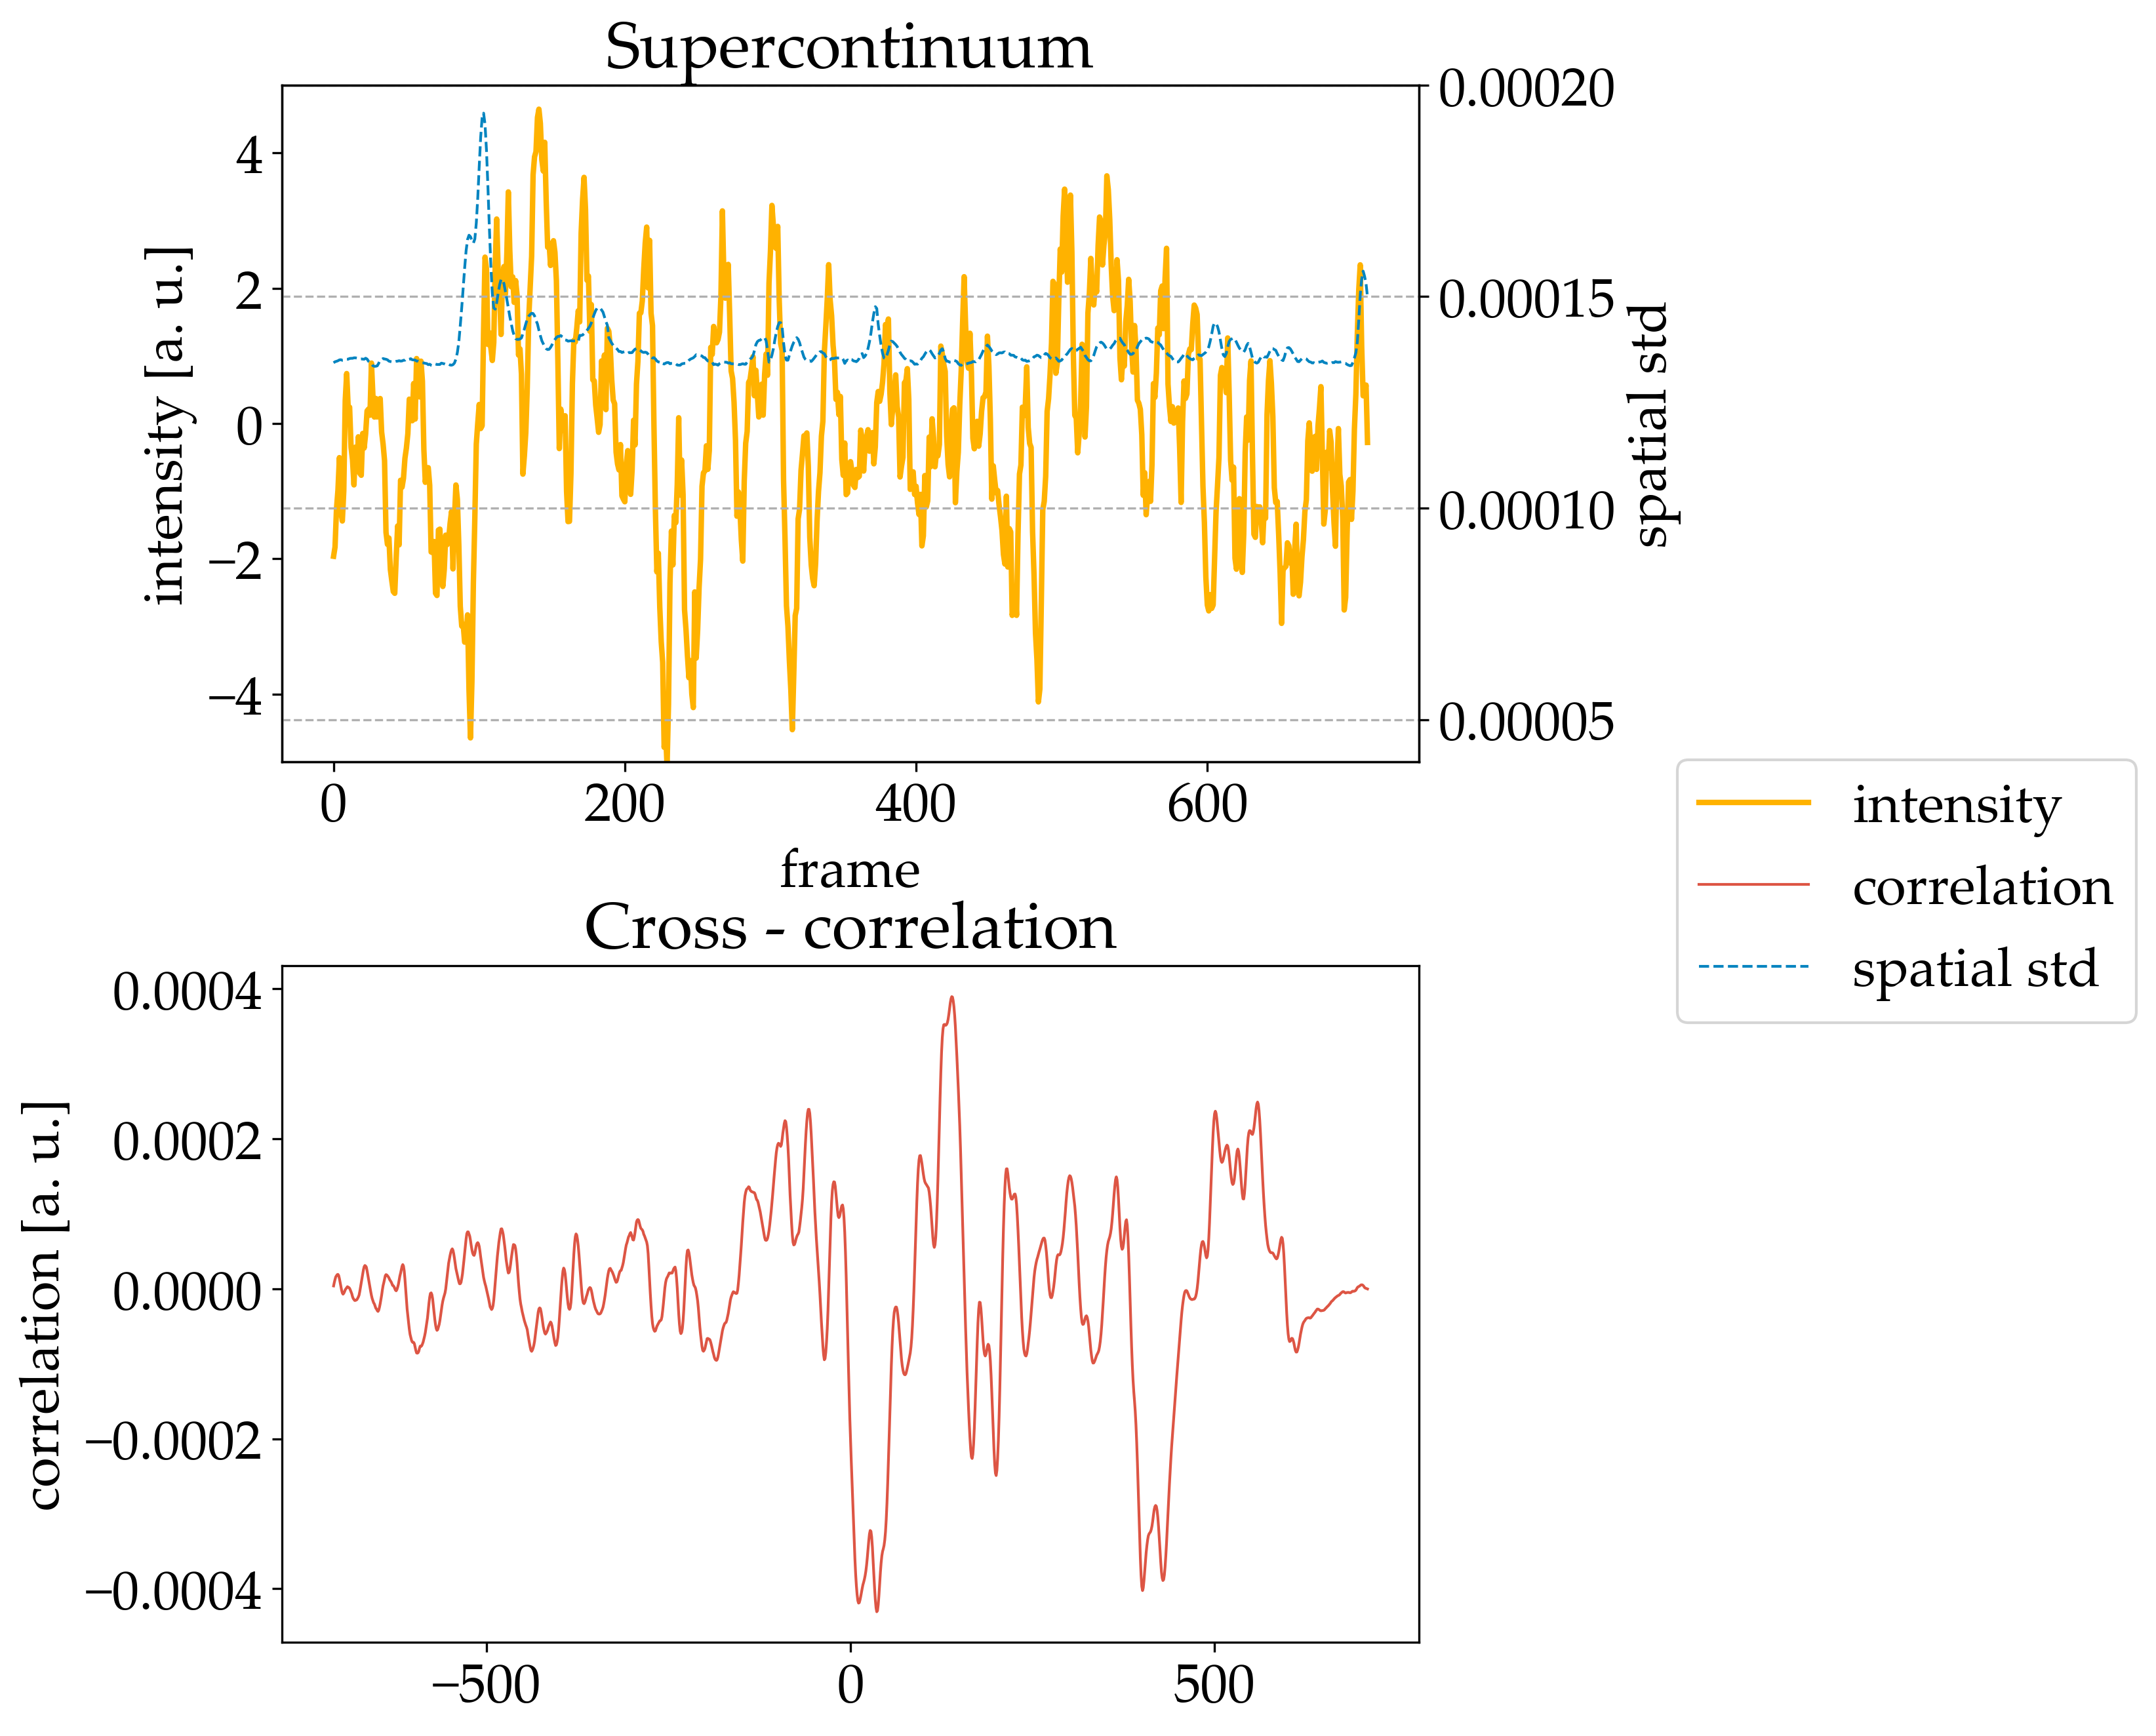 Supercontinuum
intensity [a. u.]
4
2
0
−2
−4
0.00020
0.00015
0.00010
0.00005
spatial std
0 200 400 600
frame
intensity
correlation
spatial std
Cross - correlation
correlation [a. u.]
0.0004
0.0002
0.0000
−0.0002
−0.0004
−500 0 500